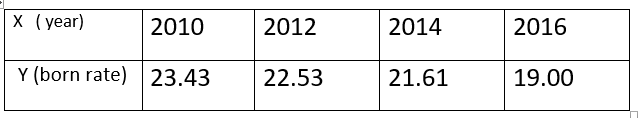 X ( year) 2010 2012 2014 2016
Y (born rate) 23.43 22.53 21.61 19.00